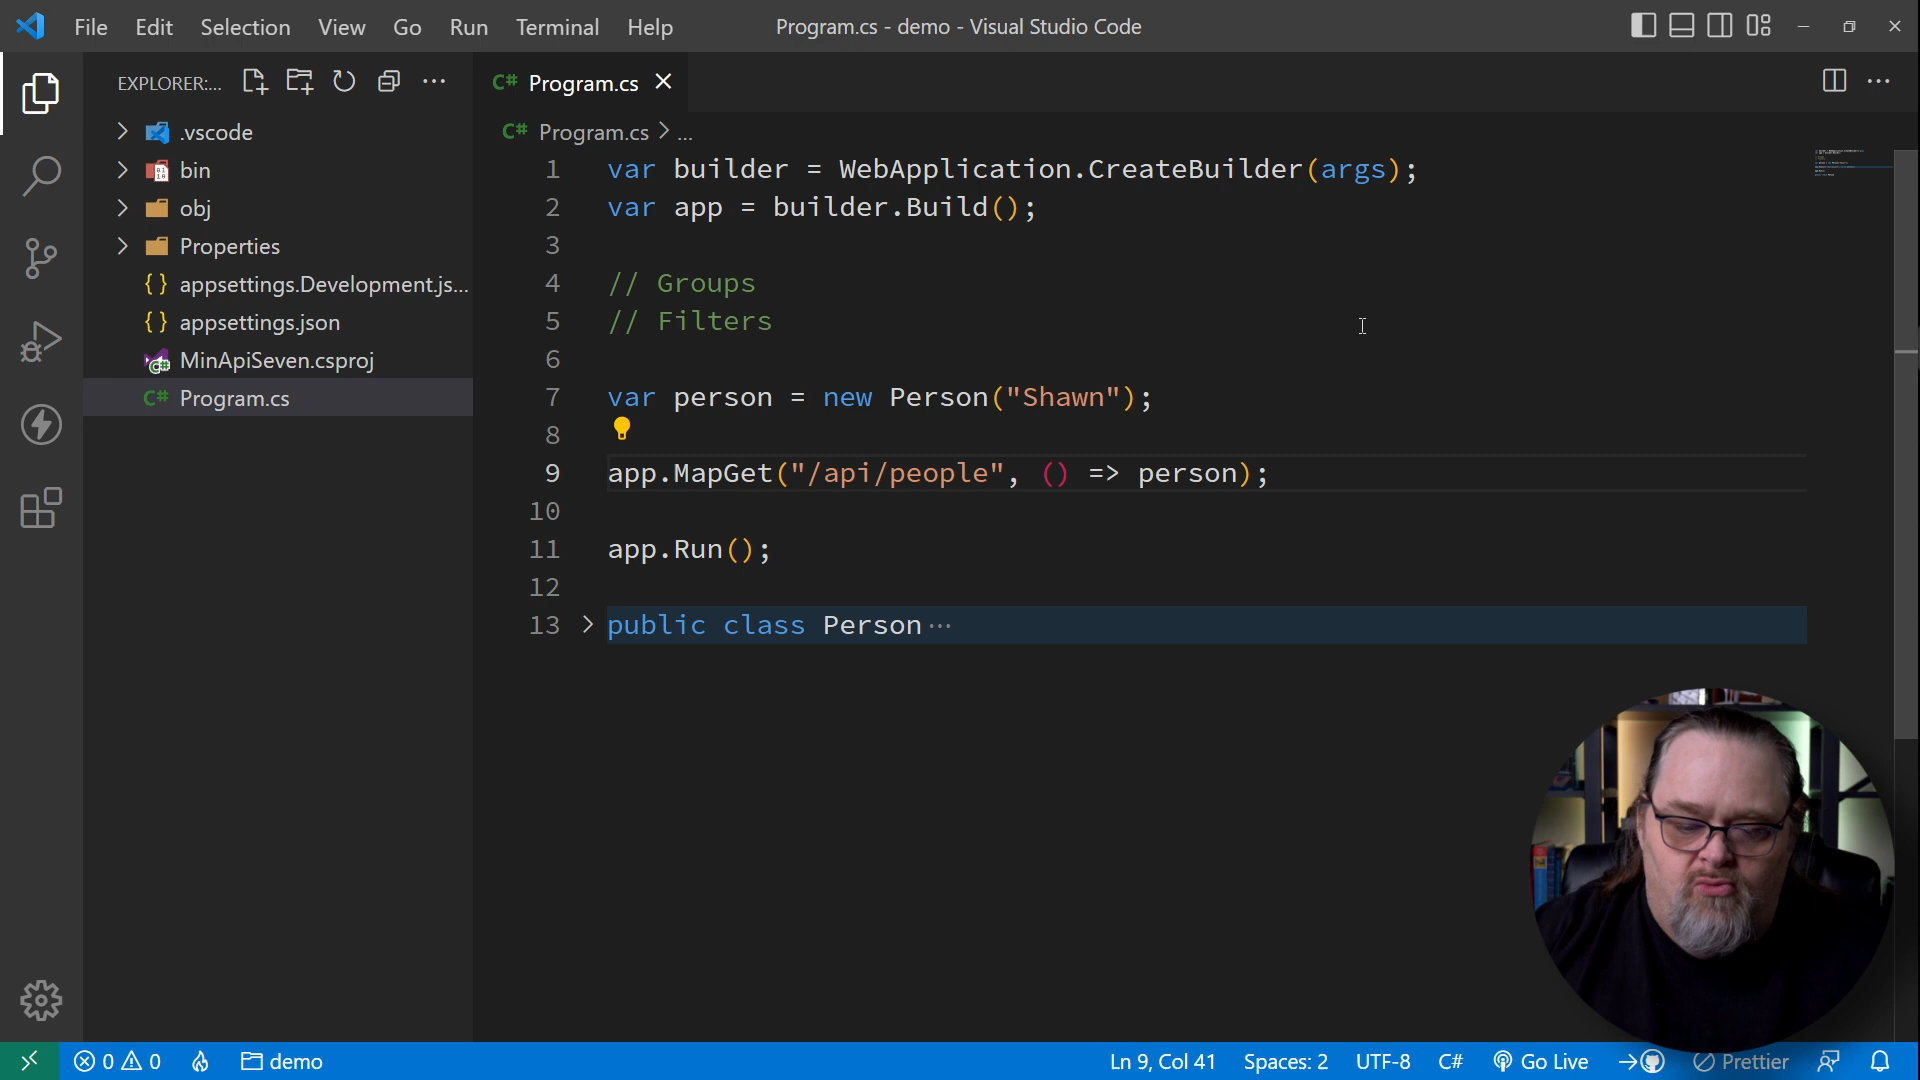 File Edit Selection View Go Run Terminal Help
Program.cs - demo - Visual Studio Code
EXPLORER:...
.vscode
bin
obj
Properties
appsettings.Development.js...
appsettings.json
MinApiSeven.csproj
C# Program.cs
C# Program.cs
C# Program.cs > ...
1 var builder = WebApplication.CreateBuilder(args);
2 var app = builder.Build();
3
4 // Groups
5 // Filters
6
7 var person = new Person("Shawn");
8
9 app.MapGet("/api/people", () => person);
10
11 app.Run();
12
13 public class Person...
0 0 demo
Ln 9, Col 41 Spaces: 2 UTF-8 C# Go Live Prettier